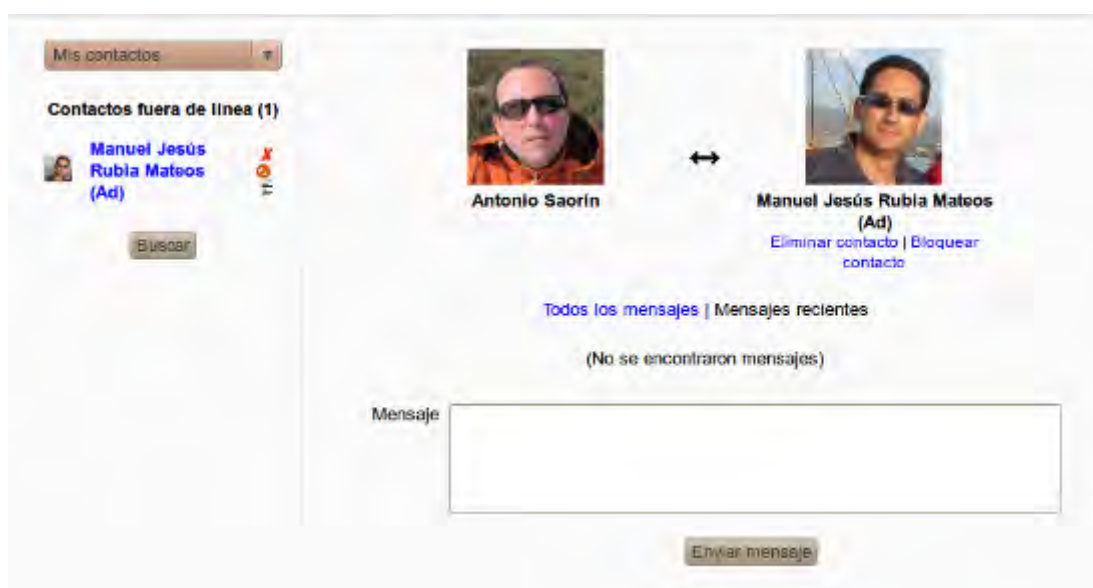 Mis contactos
Contactos fuera de línea (1)
Manuel Jesús
Rubia Mateos
(Ad)
Buscar
Antonio Saorin
Manuel Jesús Rubia Mateos
(Ad)
Eliminar contacto | Bloquear
contacto
Todos los mensajes | Mensajes recientes
(No se encontraron mensajes)
Mensaje
Enviar mensaje